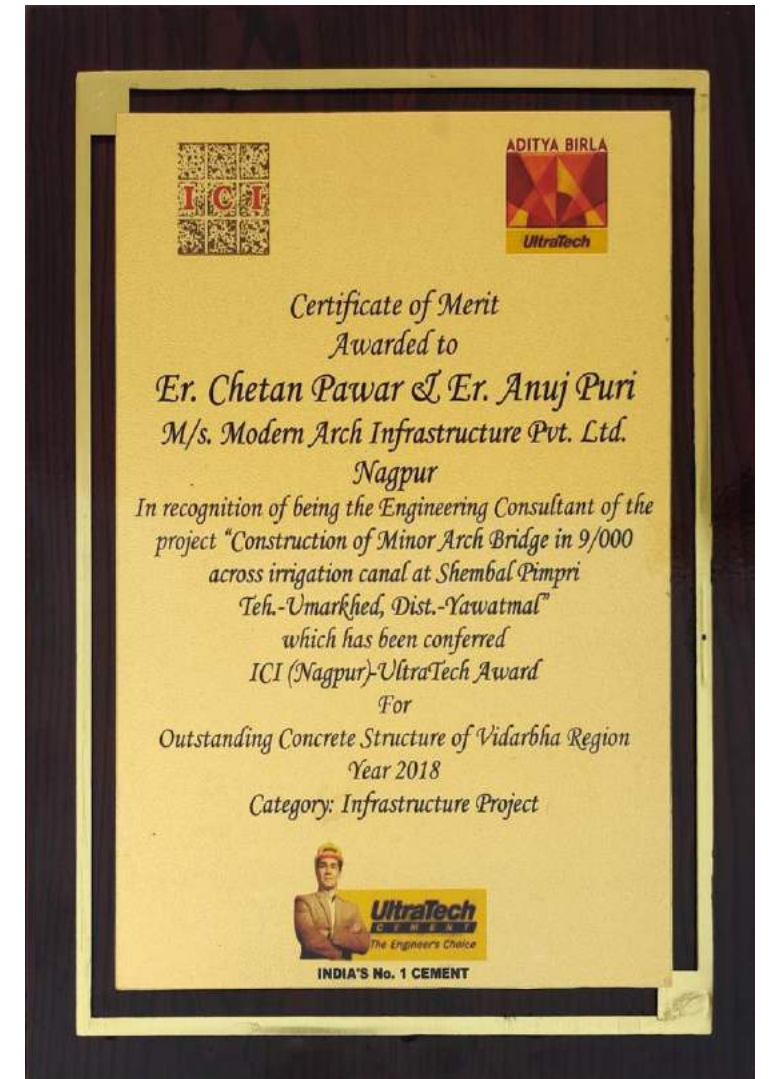 ICI
ADITYA BIRLA
UltraTech
Certificate of Merit
Awarded to
Er. Chetan Pawar & Er. Anuj Puri
M/s. Modern Arch Infrastructure Pvt. Ltd.
Nagpur
In recognition of being the Engineering Consultant of the
project "Construction of Minor Arch Bridge in 9/000
across irrigation canal at Shembal Pimpri
Teh.-Umarkhed, Dist.-Yawatmal"
which has been conferred
ICI (Nagpur)-UltraTech Award
For
Outstanding Concrete Structure of Vidarbha Region
Year 2018
Category: Infrastructure Project
UltraTech
CEMENT
The Engineer's Choice
INDIA'S No. 1 CEMENT